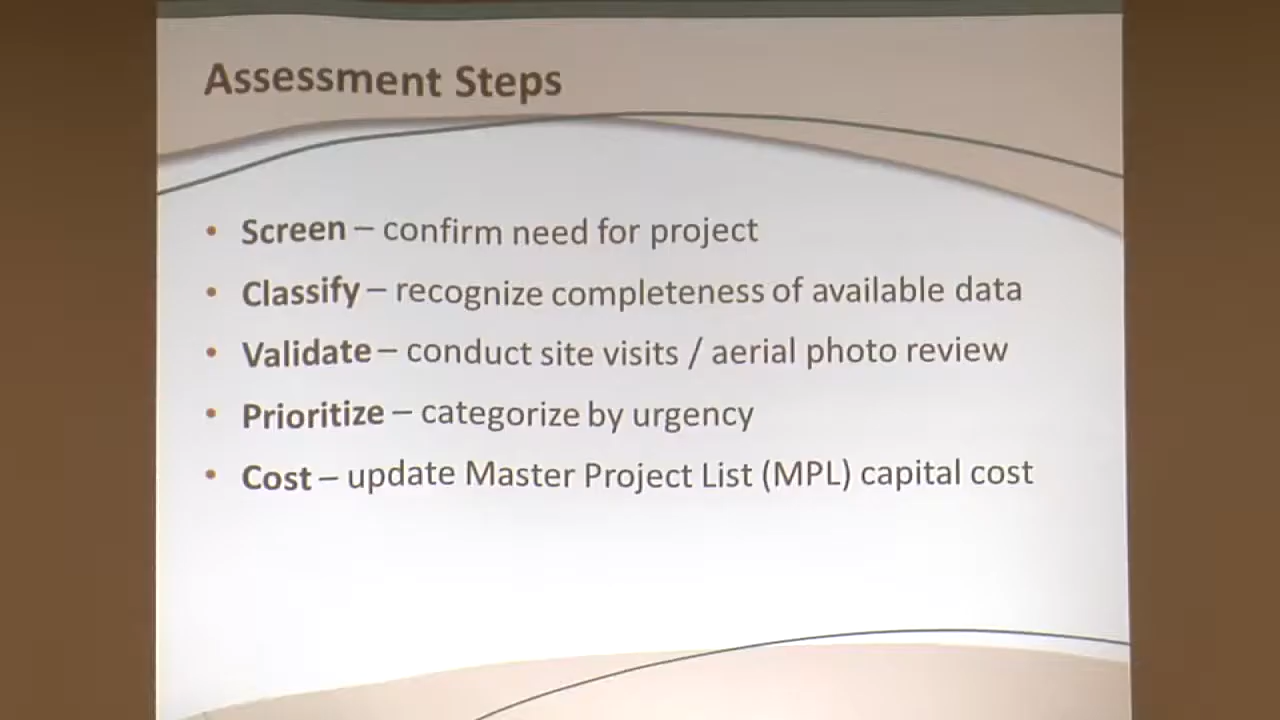 Assessment Steps
• Screen – confirm need for project
• Classify – recognize completeness of available data
• Validate – conduct site visits / aerial photo review
• Prioritize – categorize by urgency
• Cost – update Master Project List (MPL) capital cost